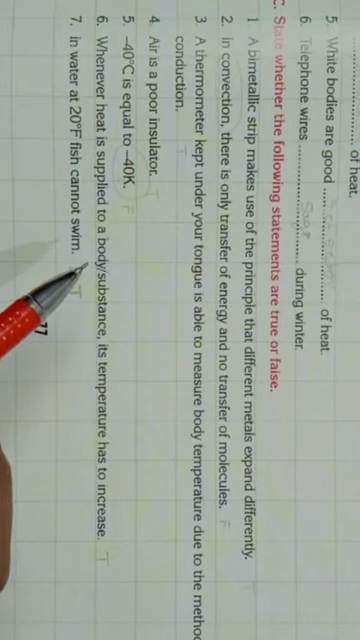 of heat.
5. White bodies are good ........................ of heat.
6. Telephone wires ........................ during winter.
C. State whether the following statements are true or false.
1 A bimetallic strip makes use of the principle that different metals expand differently.
2. In convection, there is only transfer of energy and no transfer of molecules. F
3 A thermometer kept under your tongue is able to measure body temperature due to the method
conduction. T
4 Air is a poor insulator. T
5. –40°C is equal to –40K. F
6. Whenever heat is supplied to a body/substance, its temperature has to increase. T
7. in water at 20°F fish cannot swim. T
77